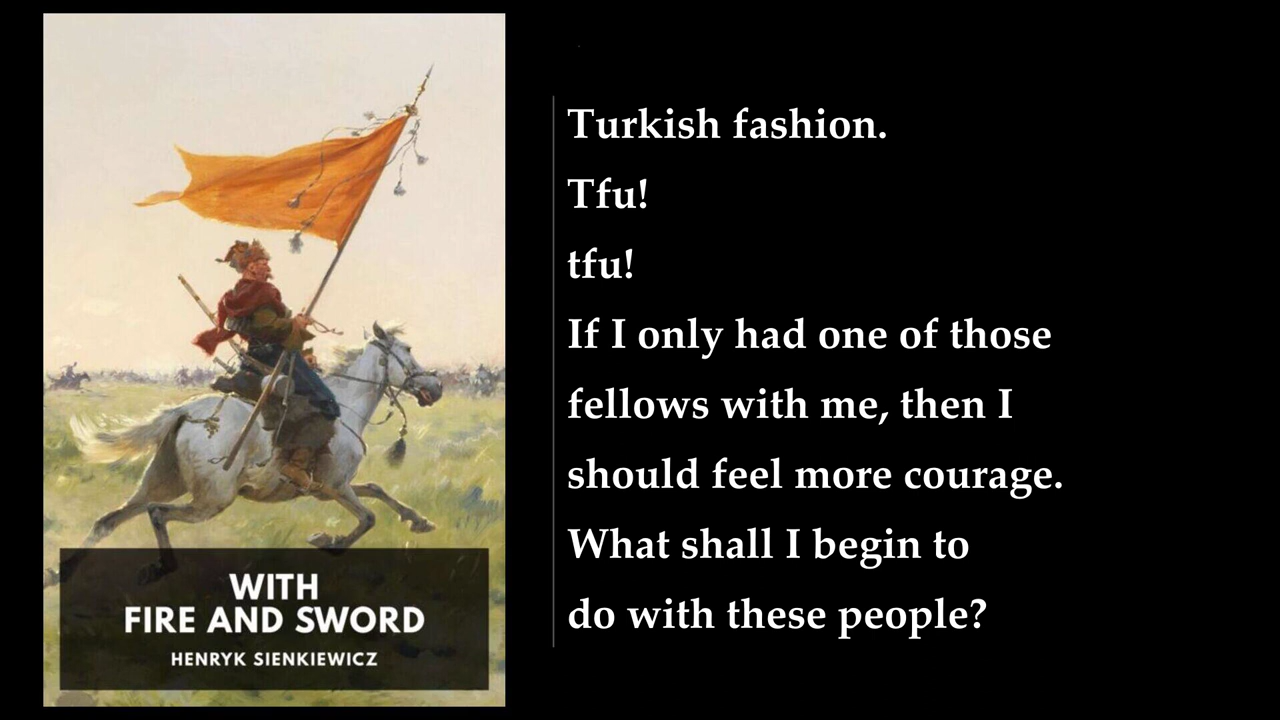 WITH
FIRE AND SWORD
HENRYK SIENKIEWICZ
Turkish fashion.
Tfu!
tfu!
If I only had one of those
fellows with me, then I
should feel more courage.
What shall I begin to
do with these people?